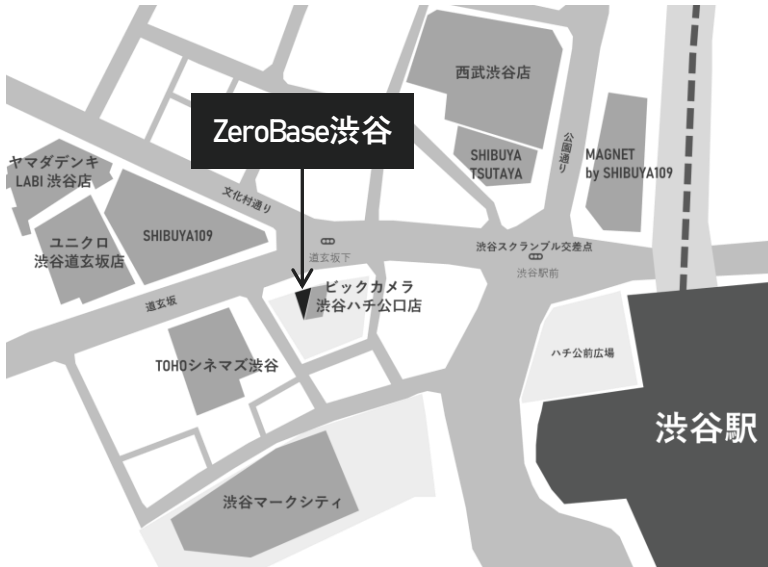 西武渋谷店
ZeroBase渋谷
公園通り
SHIBUYA
TSUTAYA
MAGNET
by SHIBUYA109
ヤマダデンキ
LABI 渋谷店
文化村通り
ユニクロ
渋谷道玄坂店
SHIBUYA109
道玄坂下
渋谷スクランブル交差点
渋谷駅前
ビックカメラ
渋谷ハチ公口店
道玄坂
ハチ公前広場
TOHOシネマズ渋谷
渋谷駅
渋谷マークシティ